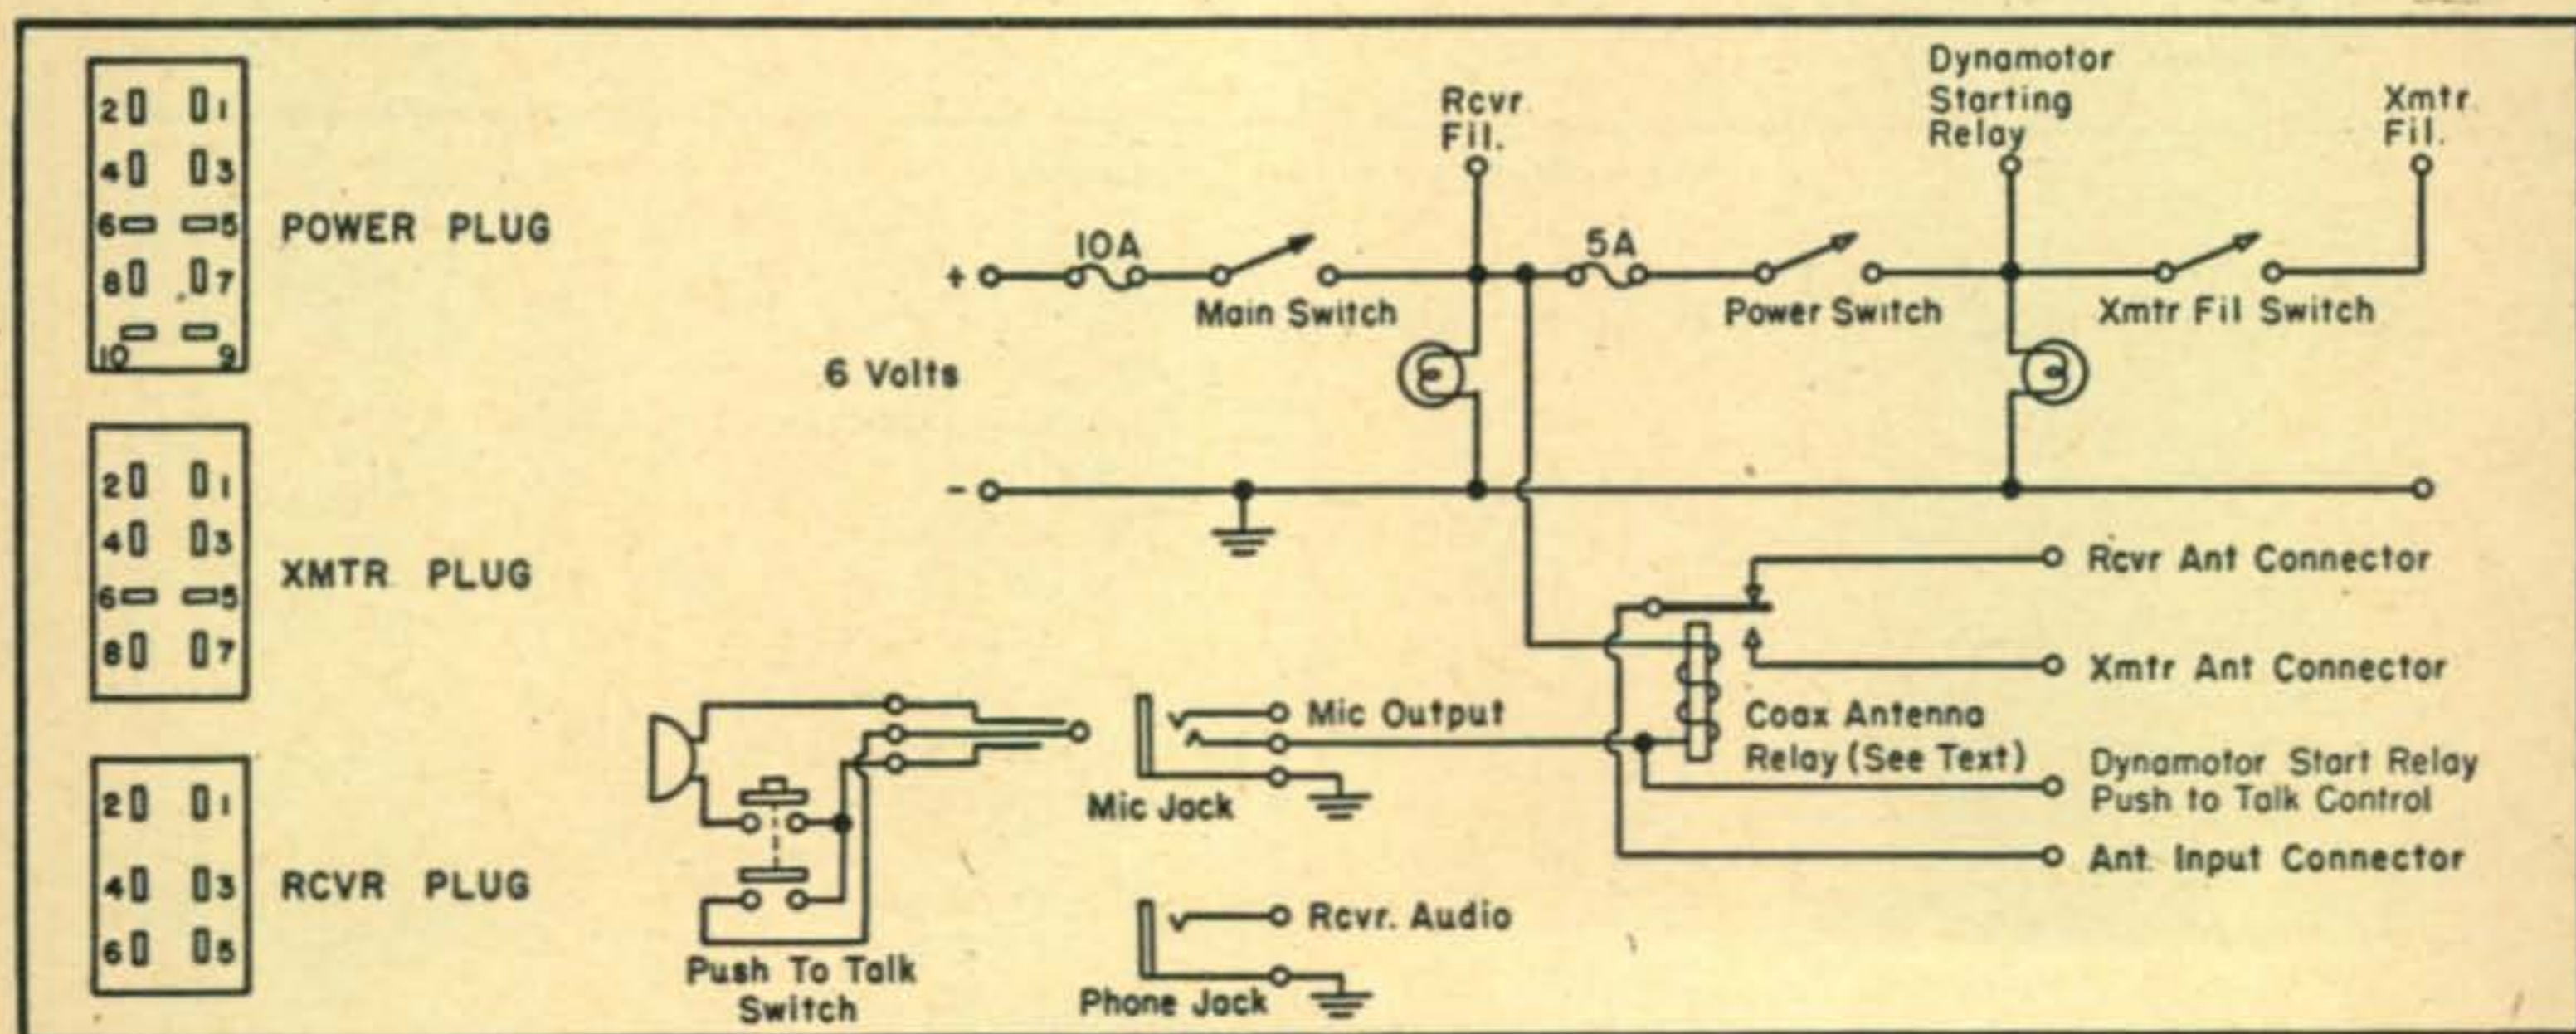 2 1
4 3
6 5
8 7
10 9
POWER PLUG
2 1
4 3
6 5
8 7
XMTR PLUG
2 1
4 3
6 5
RCVR PLUG
Rcvr
Fil.
Dynamotor
Starting
Relay
Xmtr
Fil.
+
10A
Main Switch
5A
Power Switch
Xmtr Fil Switch
6 Volts
-
Rcvr Ant Connector
Xmtr Ant Connector
Coax Antenna
Relay (See Text)
Dynamotor Start Relay
Push to Talk Control
Ant. Input Connector
Mic Output
Mic Jack
Rcvr. Audio
Phone Jack
Push To Talk
Switch